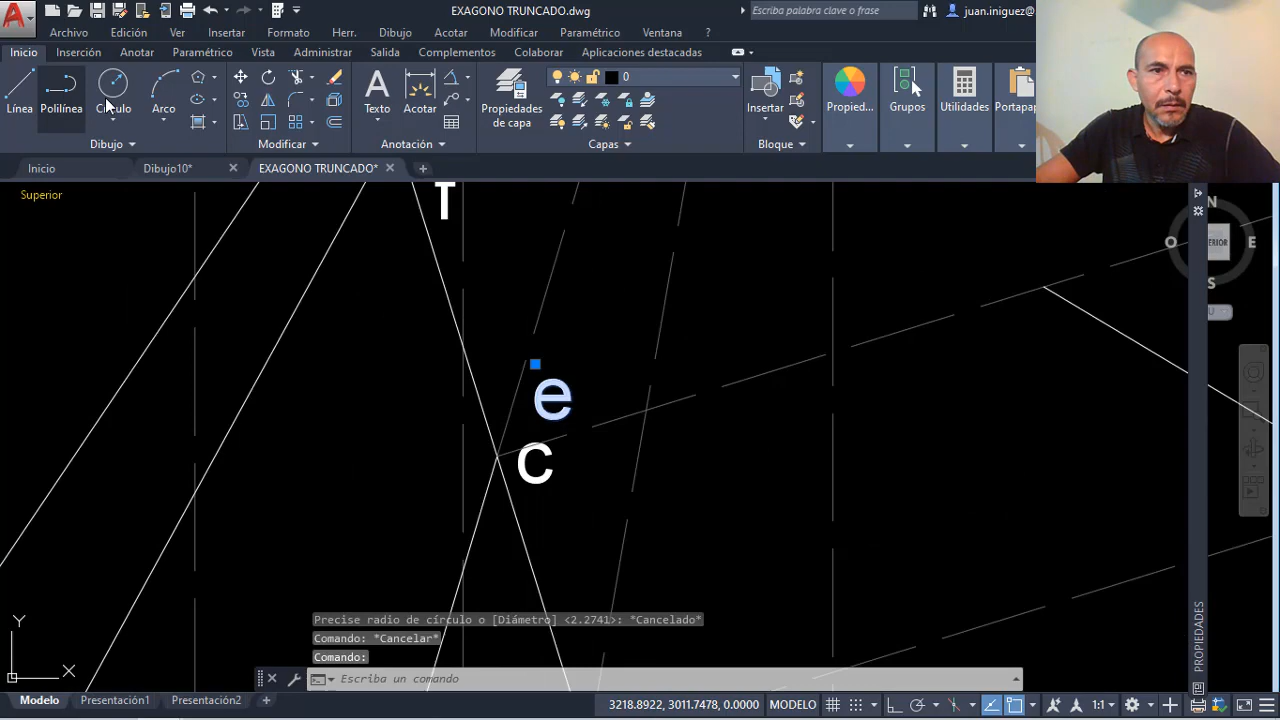 EXAGONO TRUNCADO.dwg
Escriba palabra clave o frase
juan.iniguez@
Archivo Edición Ver Insertar Formato Herr. Dibujo Acotar Modificar Paramétrico Ventana ?
Inicio Inserción Anotar Paramétrico Vista Administrar Salida Complementos Colaborar Aplicaciones destacadas
0
Línea Polilínea Círculo Arco Texto Acotar Propiedades de capa Insertar Propied... Grupos Utilidades Portapap
Dibujo Modificar Anotación Capas Bloque
Inicio Dibujo10* EXAGONO TRUNCADO*
Superior
T
N
O ERIOR E
S
U
e
C
Precise radio de círculo o [Diámetro] <2.2741>: *Cancelado*
Comando: *Cancelar*
Comando:
Escriba un comando
Y
X
PROPIEDADES
Modelo Presentación1 Presentación2
3218.8922, 3011.7478, 0.0000 MODELO 1:1